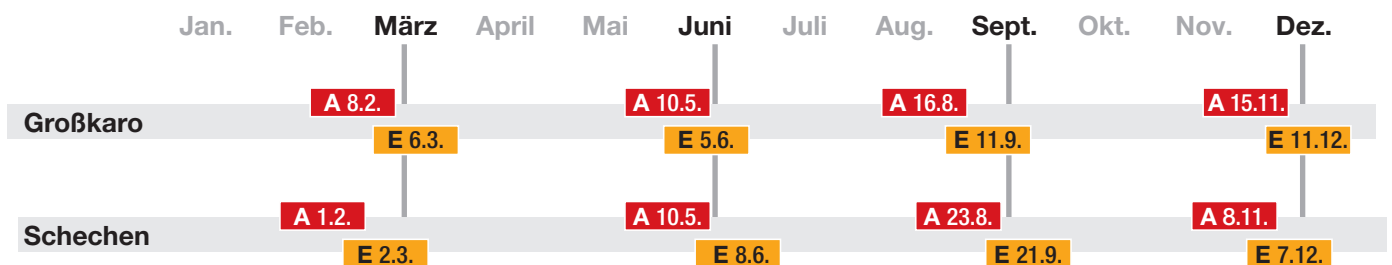 Jan. Feb. März April Mai Juni Juli Aug. Sept. Okt. Nov. Dez.
A 8.2. A 10.5. A 16.8. A 15.11.
Großkaro
E 6.3. E 5.6. E 11.9. E 11.12.
A 1.2. A 10.5. A 23.8. A 8.11.
Schechen
E 2.3. E 8.6. E 21.9. E 7.12.